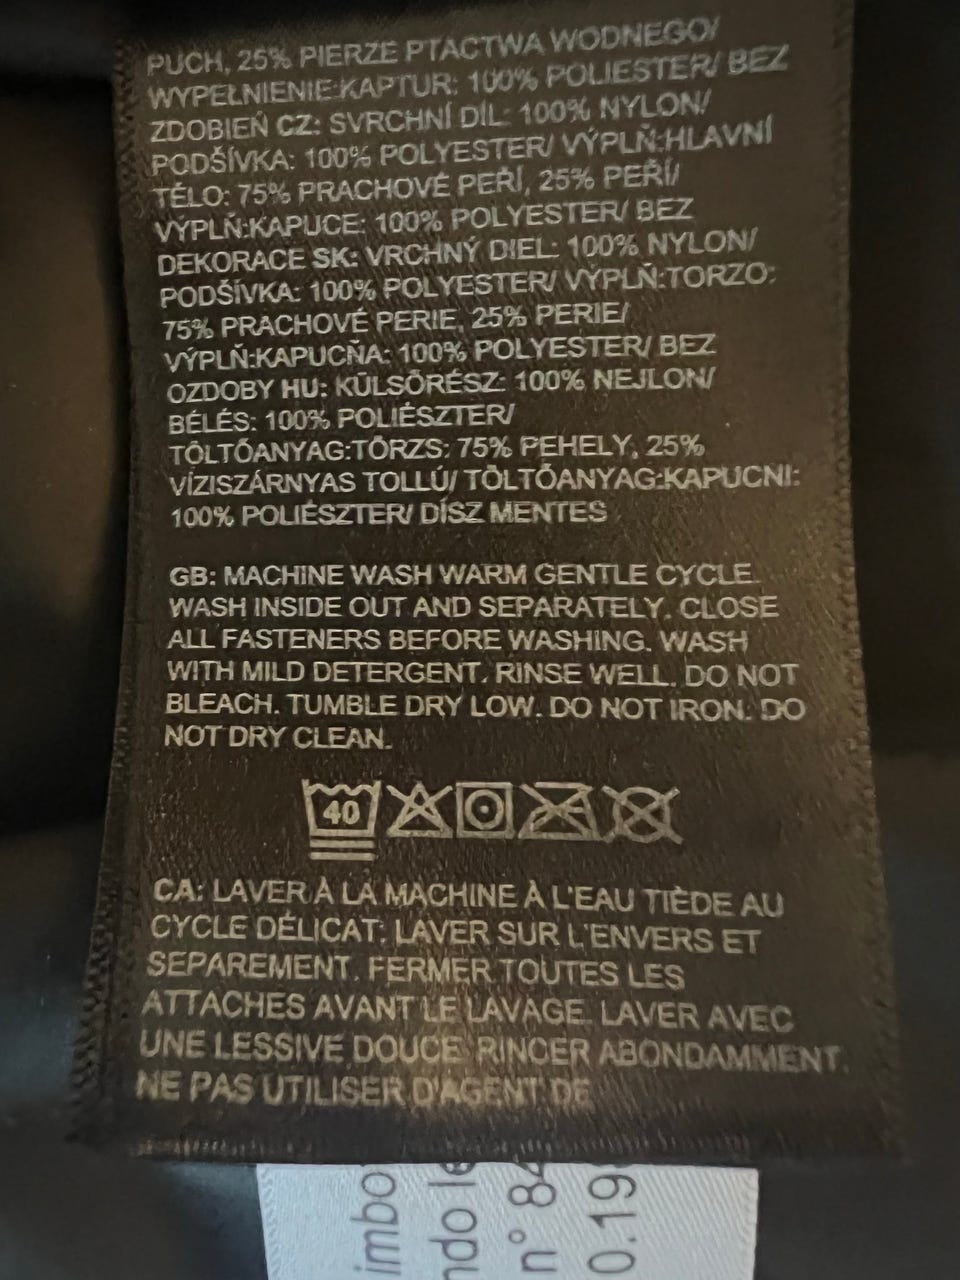 PUCH, 25% PIERZE PTACTWA WODNEGO/
WYPEŁNIENIE:KAPTUR: 100% POLIESTER/ BEZ
ZDOBIEŃ CZ: SVRCHNÍ DÍL: 100% NYLON/
PODŠÍVKA: 100% POLYESTER/ VÝPLŇ:HLAVNÍ
TĚLO: 75% PRACHOVÉ PEŘÍ, 25% PEŘÍ/
VÝPLŇ:KAPUCE: 100% POLYESTER/ BEZ
DEKORACE SK: VRCHNÝ DIEL: 100% NYLON/
PODŠÍVKA: 100% POLYESTER/ VÝPLŇ:TORZO:
75% PRACHOVÉ PERIE, 25% PERIE/
VÝPLŇ:KAPUCŇA: 100% POLYESTER/ BEZ
OZDOBY HU: KÜLSŐRÉSZ: 100% NEJLON/
BÉLÉS: 100% POLIÉSZTER/
TÖLTŐANYAG:TÖRZS: 75% PEHELY, 25%
VÍZISZÁRNYAS TOLLÚ/ TÖLTŐANYAG:KAPUCNI:
100% POLIÉSZTER/ DÍSZ MENTES
GB: MACHINE WASH WARM GENTLE CYCLE.
WASH INSIDE OUT AND SEPARATELY. CLOSE
ALL FASTENERS BEFORE WASHING. WASH
WITH MILD DETERGENT. RINSE WELL. DO NOT
BLEACH. TUMBLE DRY LOW. DO NOT IRON. DO
NOT DRY CLEAN.
40
CA: LAVER À LA MACHINE À L'EAU TIÈDE AU
CYCLE DÉLICAT. LAVER SUR L'ENVERS ET
SEPAREMENT. FERMER TOUTES LES
ATTACHES AVANT LE LAVAGE. LAVER AVEC
UNE LESSIVE DOUCE. RINCER ABONDAMMENT.
NE PAS UTILISER D'AGENT DE
imbo
ndo le
n° 84
0.19